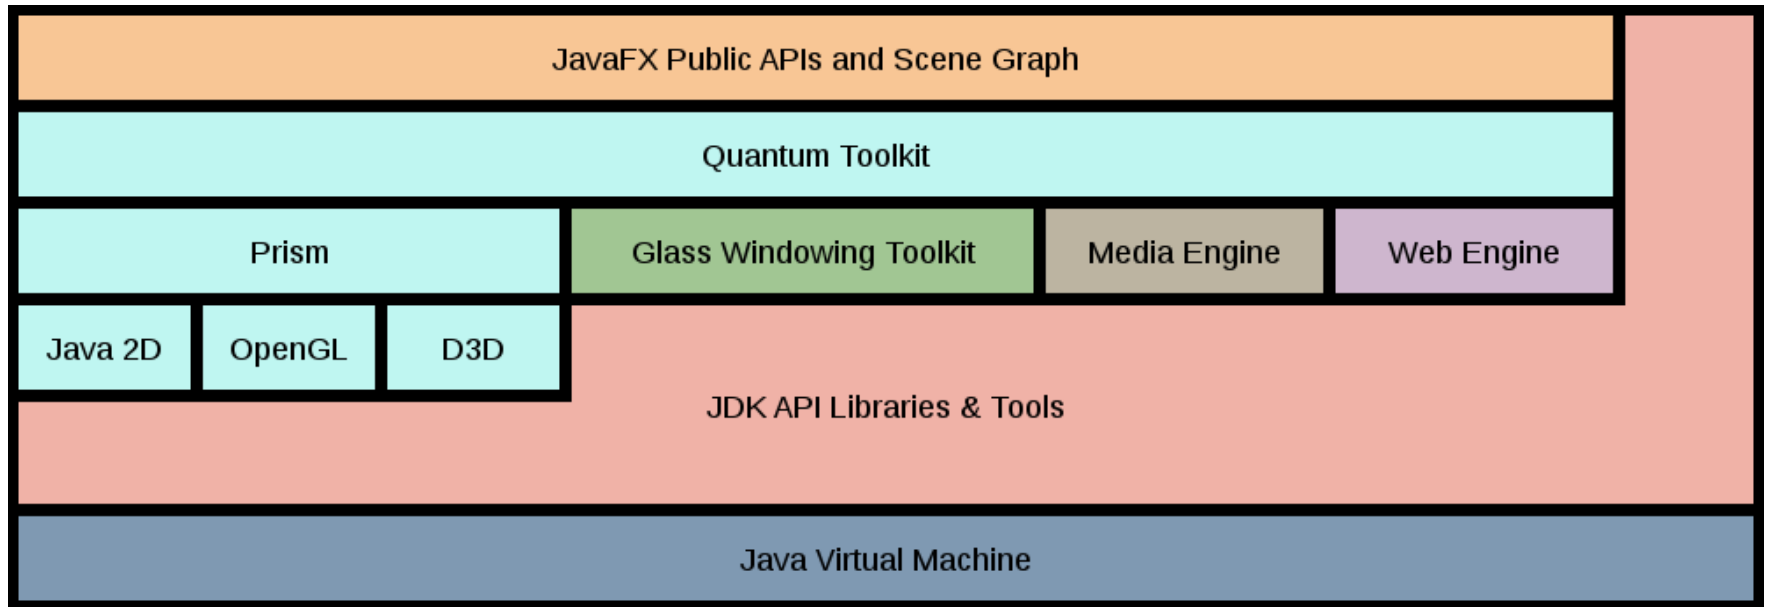 JavaFX Public APIs and Scene Graph
Quantum Toolkit
Prism
Glass Windowing Toolkit
Media Engine
Web Engine
Java 2D
OpenGL
D3D
JDK API Libraries & Tools
Java Virtual Machine